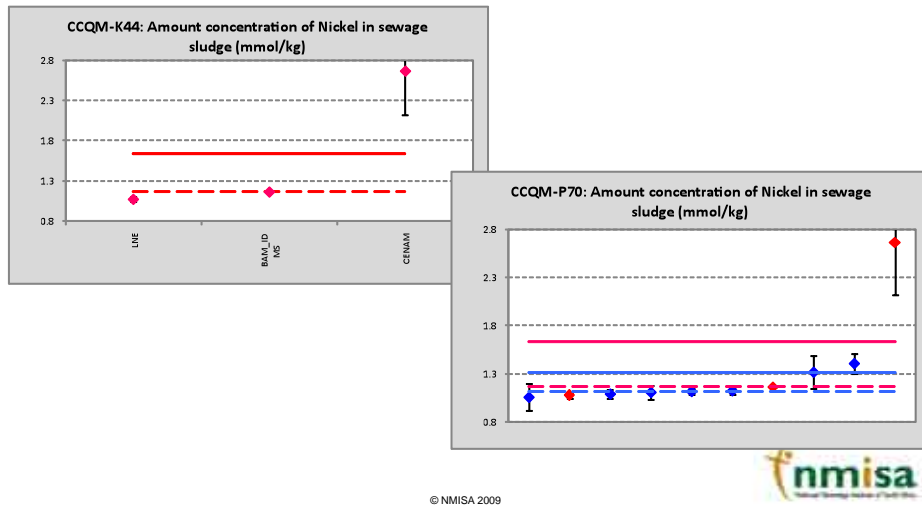 CCQM-K44: Amount concentration of Nickel in sewage
sludge (mmol/kg)
2.8
2.3
1.8
1.3
0.8
LNE
BAM_ID
MS
CENAM
CCQM-P70: Amount concentration of Nickel in sewage
sludge (mmol/kg)
2.8
2.3
1.8
1.3
0.8
nmisa
© NMISA 2009